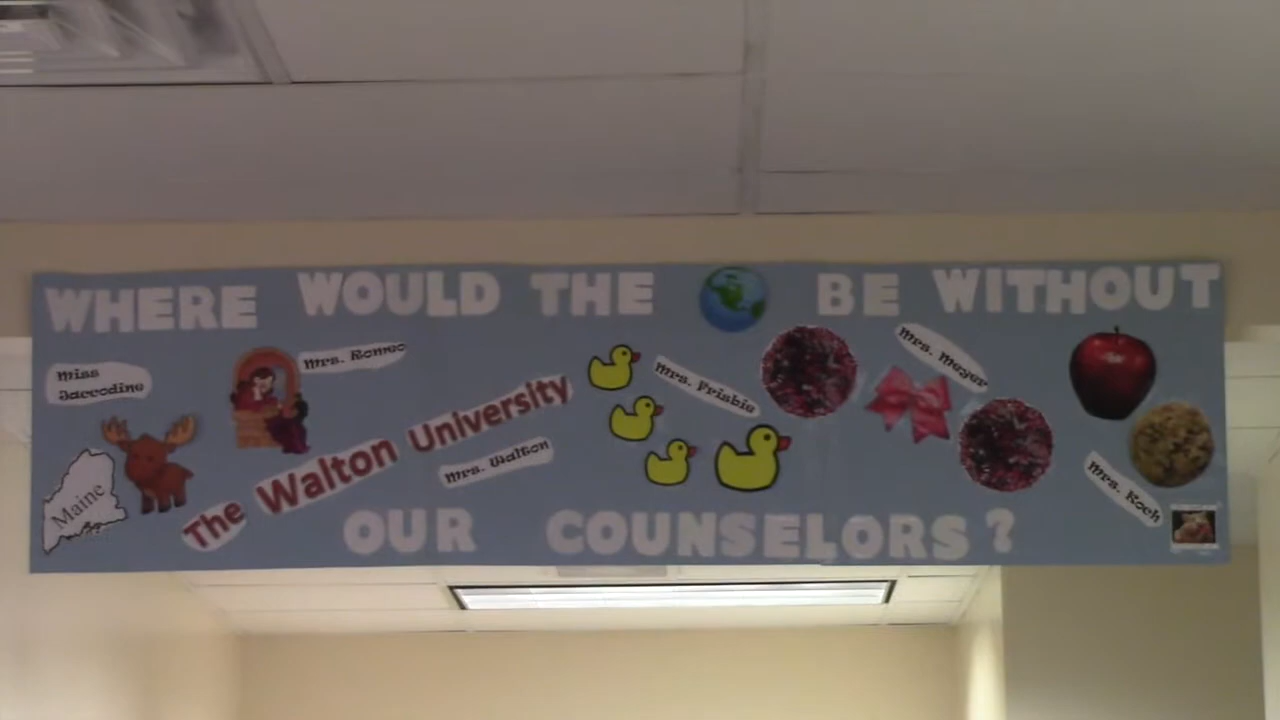 WHERE WOULD THE BE WITHOUT
Miss
Jaccodine
Mrs. Romeo
Mrs. Frisbie
Mrs. Meyer
Maine
The Walton University
Mrs. Walton
Mrs. Koch
OUR COUNSELORS?